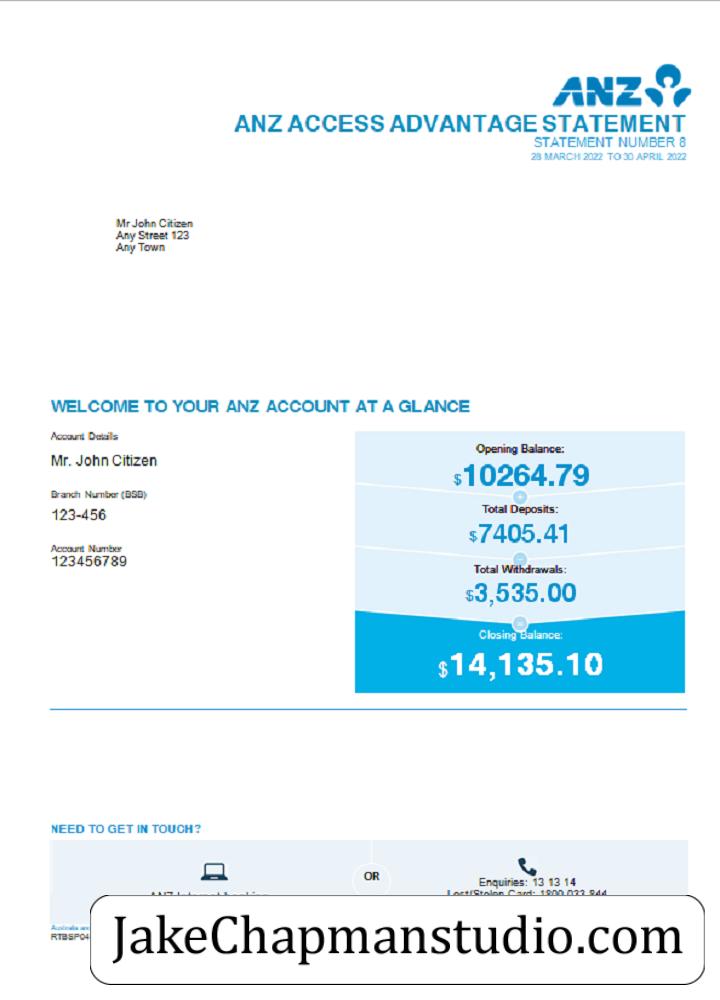 ANZ
ANZ ACCESS ADVANTAGE STATEMENT
STATEMENT NUMBER 8
28 MARCH 2022 TO 30 APRIL 2022
Mr John Citizen
Any Street 123
Any Town
WELCOME TO YOUR ANZ ACCOUNT AT A GLANCE
Account Details
Mr. John Citizen
Branch Number (BSB)
123-456
Account Number
123456789
Opening Balance:
$10264.79
+
Total Deposits:
$7405.41
-
Total Withdrawals:
$3,535.00
=
Closing Balance:
$14,135.10
NEED TO GET IN TOUCH?
ANZ Internet banking
OR
Enquiries: 13 13 14
Lost/Stolen Card: 1800 033 844
Australia
RTBSP04
JakeChapmanstudio.com